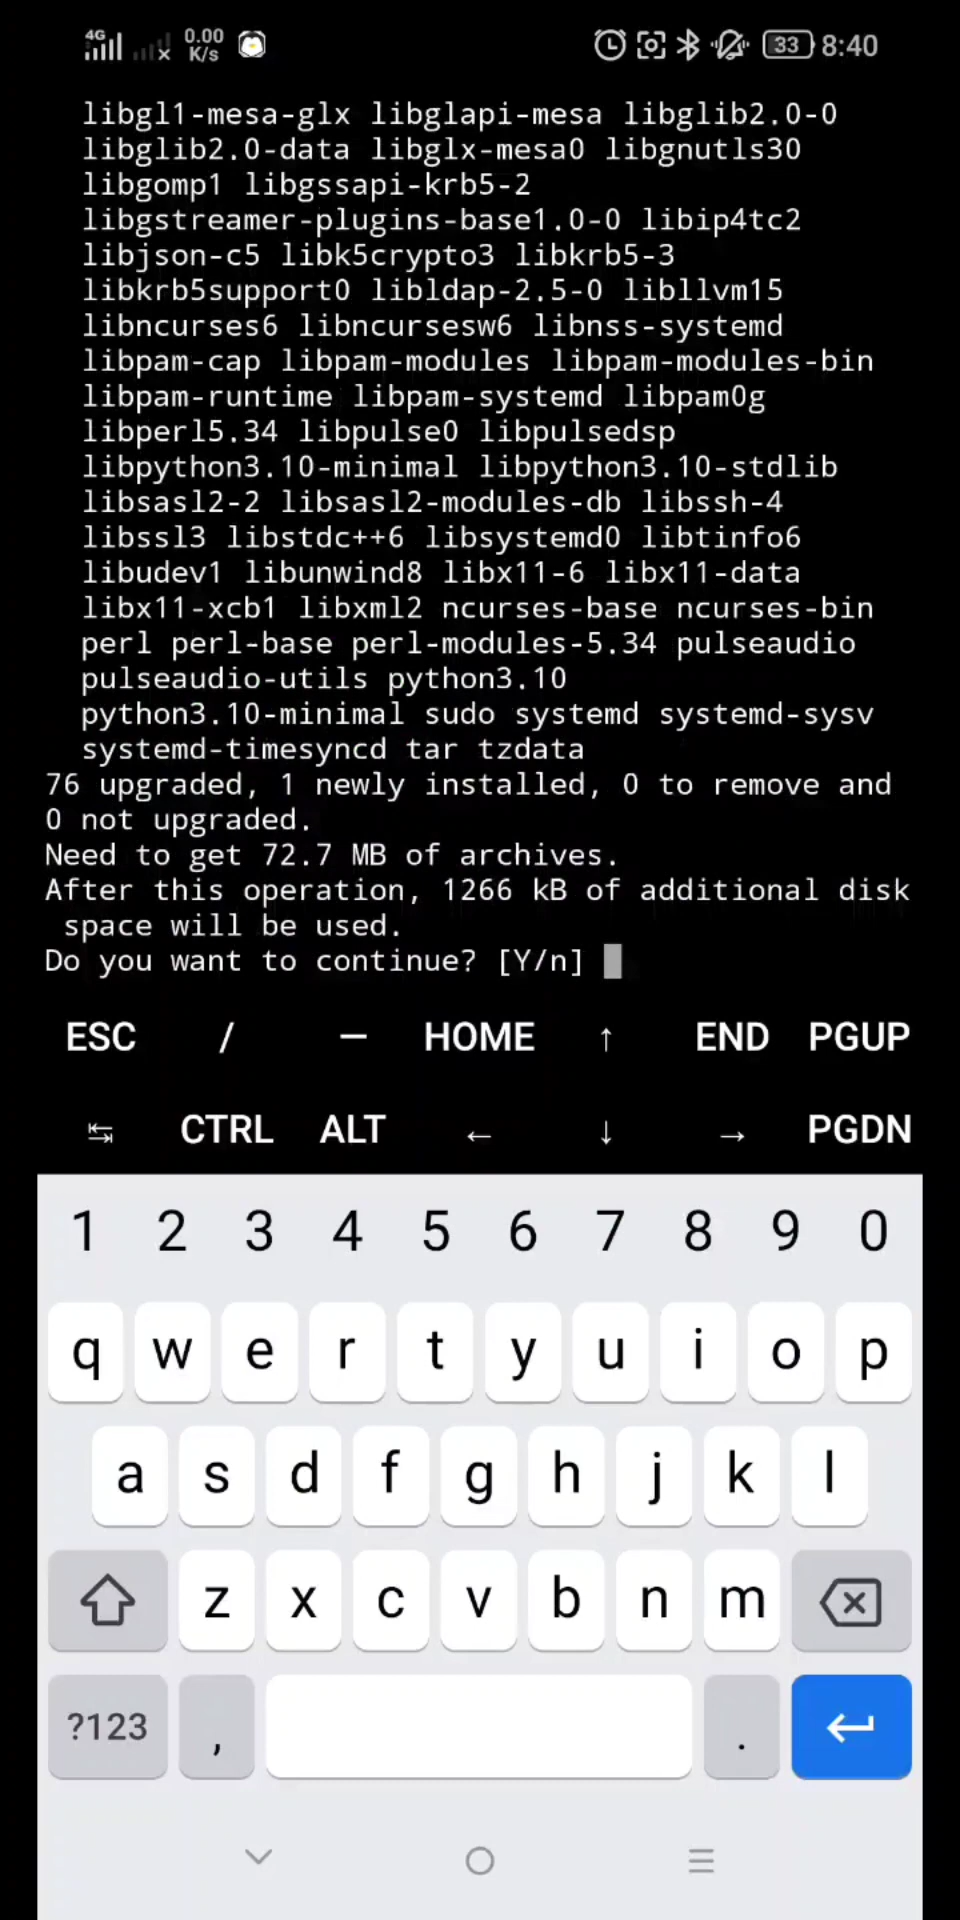 4G 0.00 K/s 33 8:40
libgl1-mesa-glx libglapi-mesa libglib2.0-0
libglib2.0-data libglx-mesa0 libgnutls30
libgomp1 libgssapi-krb5-2
libgstreamer-plugins-base1.0-0 libip4tc2
libjson-c5 libk5crypto3 libkrb5-3
libkrb5support0 libldap-2.5-0 libllvm15
libncurses6 libncursesw6 libnss-systemd
libpam-cap libpam-modules libpam-modules-bin
libpam-runtime libpam-systemd libpam0g
libperl5.34 libpulse0 libpulsedsp
libpython3.10-minimal libpython3.10-stdlib
libsasl2-2 libsasl2-modules-db libssh-4
libssl3 libstdc++6 libsystemd0 libtinfo6
libudev1 libunwind8 libx11-6 libx11-data
libx11-xcb1 libxml2 ncurses-base ncurses-bin
perl perl-base perl-modules-5.34 pulseaudio
pulseaudio-utils python3.10
python3.10-minimal sudo systemd systemd-sysv
systemd-timesyncd tar tzdata
76 upgraded, 1 newly installed, 0 to remove and
0 not upgraded.
Need to get 72.7 MB of archives.
After this operation, 1266 kB of additional disk
space will be used.
Do you want to continue? [Y/n]
ESC / — HOME ↑ END PGUP
⇆ CTRL ALT ← ↓ → PGDN
1 2 3 4 5 6 7 8 9 0
q w e r t y u i o p
a s d f g h j k l
z x c v b n m
?123 , .